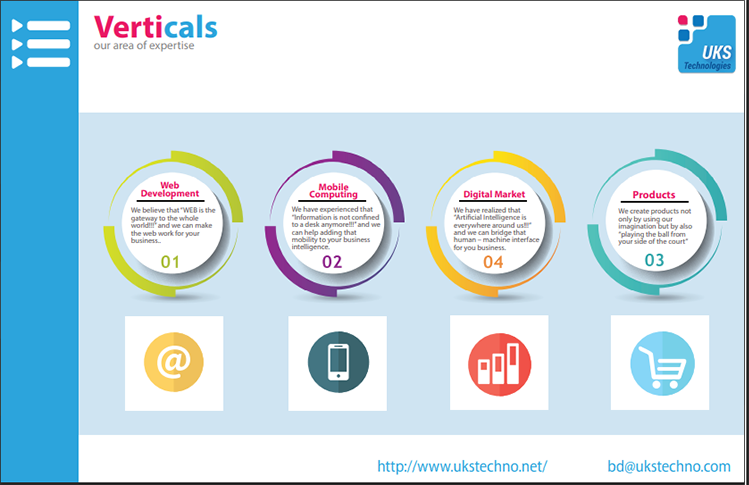 Verticals
our area of expertise
UKS
Technologies
Web
Development
We believe that "WEB is the
gateway to the whole
world!!!" and we can make
the web work for your
business..
01
Mobile
Computing
We have experienced that
"Information is not confined
to a desk anymore!!!" and we
can help adding that
mobility to your business
intelligence.
02
Digital Market
We have realized that
"Artificial Intelligence is
everywhere around us!!!"
and we can bridge that
human – machine interface
for you business.
04
Products
We create products not
only by using our
imagination but by also
"playing the ball from
your side of the court"
03
@
http://www.ukstechno.net/
bd@ukstechno.com